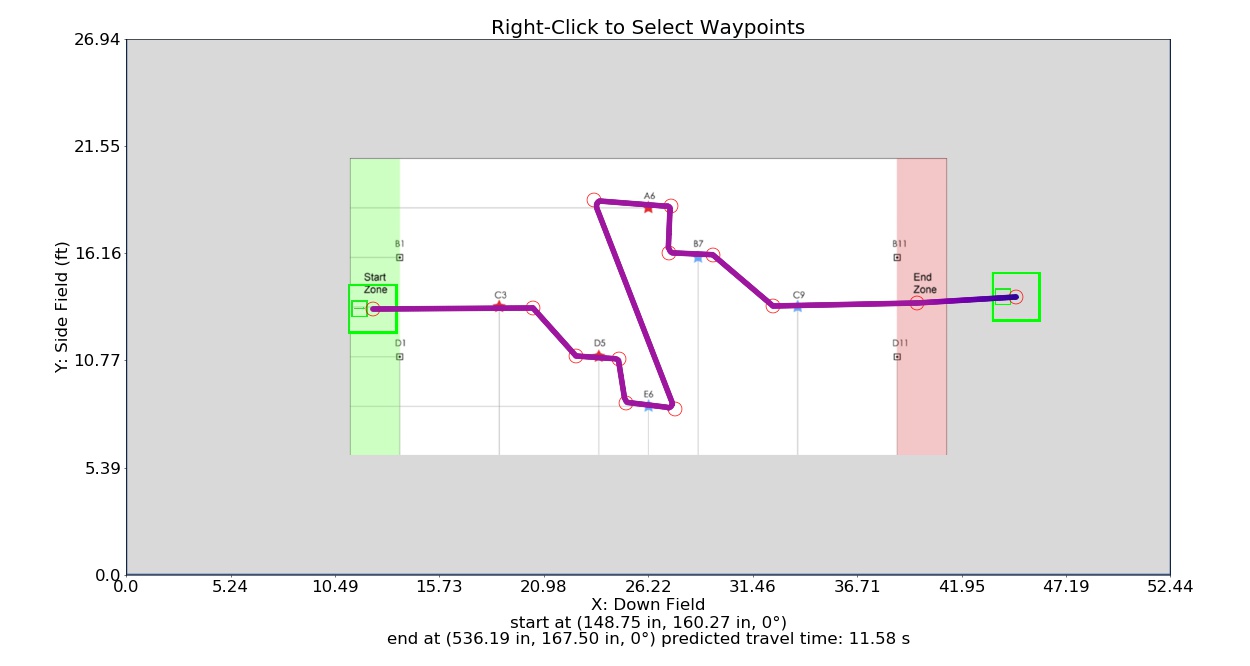 Right-Click to Select Waypoints
26.94
21.55
A6
B1
B7
B11
16.16
Start
Zone
End
Zone
C3
C9
Y: Side Field (ft)
D1
D5
D11
10.77
E6
5.39
0.0
0.0 5.24 10.49 15.73 20.98 26.22 31.46 36.71 41.95 47.19 52.44
X: Down Field
start at (148.75 in, 160.27 in, 0°)
end at (536.19 in, 167.50 in, 0°) predicted travel time: 11.58 s